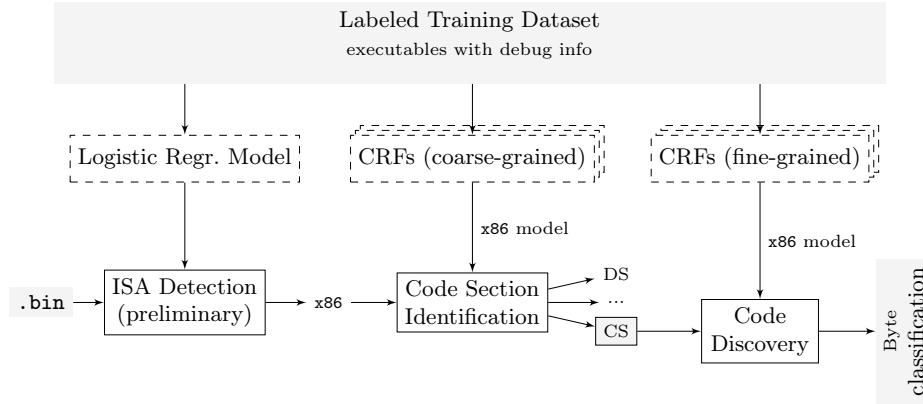 Labeled Training Dataset
executables with debug info
Logistic Regr. Model
CRFs (coarse-grained)
CRFs (fine-grained)
x86 model
x86 model
.bin
ISA Detection
(preliminary)
x86
Code Section
Identification
DS
...
CS
Code
Discovery
Byte
classification